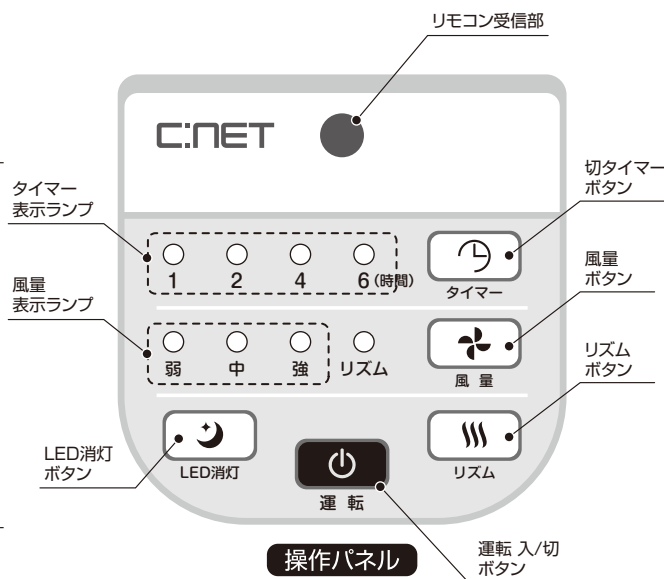 リモコン受信部
C:NET
タイマー
表示ランプ
切タイマー
ボタン
1 2 4 6 (時間)
タイマー
風量
表示ランプ
風量
ボタン
弱 中 強 リズム
風 量
リズム
ボタン
LED消灯
ボタン
LED消灯
運 転
リズム
操作パネル
運転 入/切
ボタン